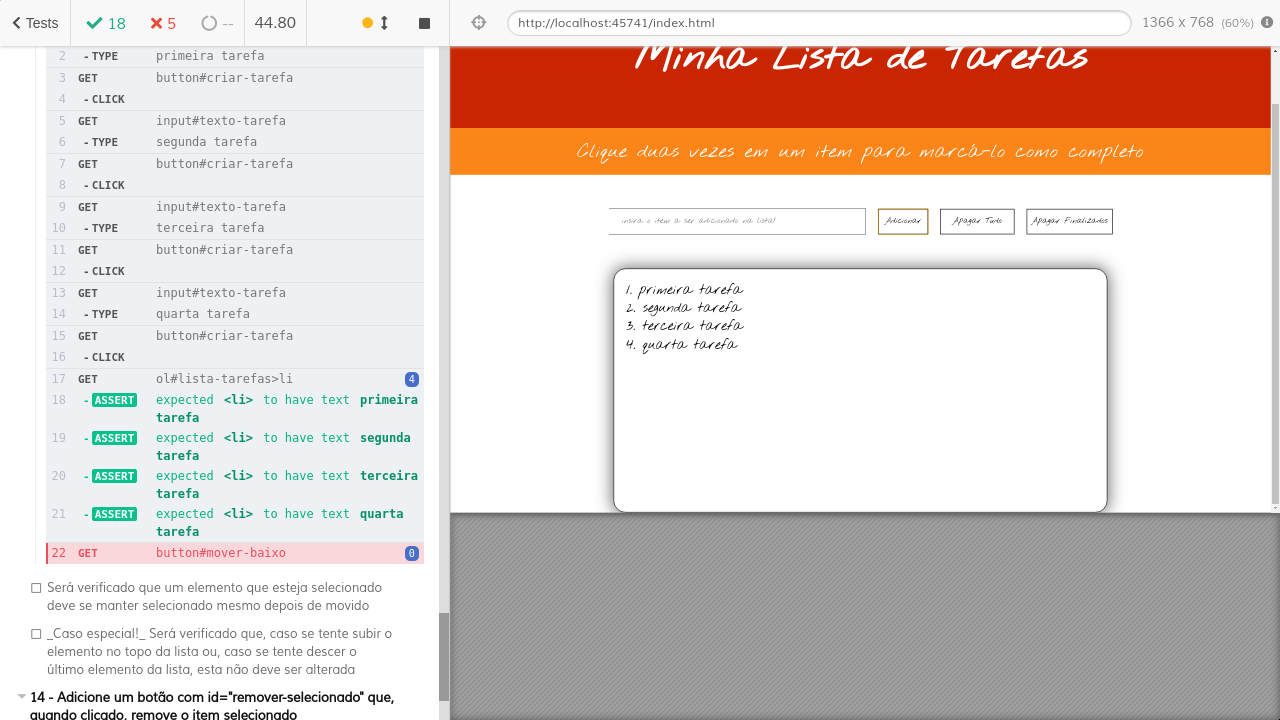 Tests
18
5
--
44.80
http://localhost:45741/index.html
1366 x 768 (60%)
2 - TYPE primeira tarefa
3 GET button#criar-tarefa
4 - CLICK
5 GET input#texto-tarefa
6 - TYPE segunda tarefa
7 GET button#criar-tarefa
8 - CLICK
9 GET input#texto-tarefa
10 - TYPE terceira tarefa
11 GET button#criar-tarefa
12 - CLICK
13 GET input#texto-tarefa
14 - TYPE quarta tarefa
15 GET button#criar-tarefa
16 - CLICK
17 GET ol#lista-tarefas>li 4
18 - ASSERT expected <li> to have text primeira
tarefa
19 - ASSERT expected <li> to have text segunda
tarefa
20 - ASSERT expected <li> to have text terceira
tarefa
21 - ASSERT expected <li> to have text quarta
tarefa
22 GET button#mover-baixo 0
Será verificado que um elemento que esteja selecionado
deve se manter selecionado mesmo depois de movido
_Caso especial!_ Será verificado que, caso se tente subir o
elemento no topo da lista ou, caso se tente descer o
último elemento da lista, esta não deve ser alterada
14 - Adicione um botão com id="remover-selecionado" que,
quando clicado, remove o item selecionado
Minha Lista de Tarefas
Clique duas vezes em um item para marcá-lo como completo
insira o item a ser adicionado na lista!
Adicionar
Apagar Tudo
Apagar Finalizados
1. primeira tarefa
2. segunda tarefa
3. terceira tarefa
4. quarta tarefa